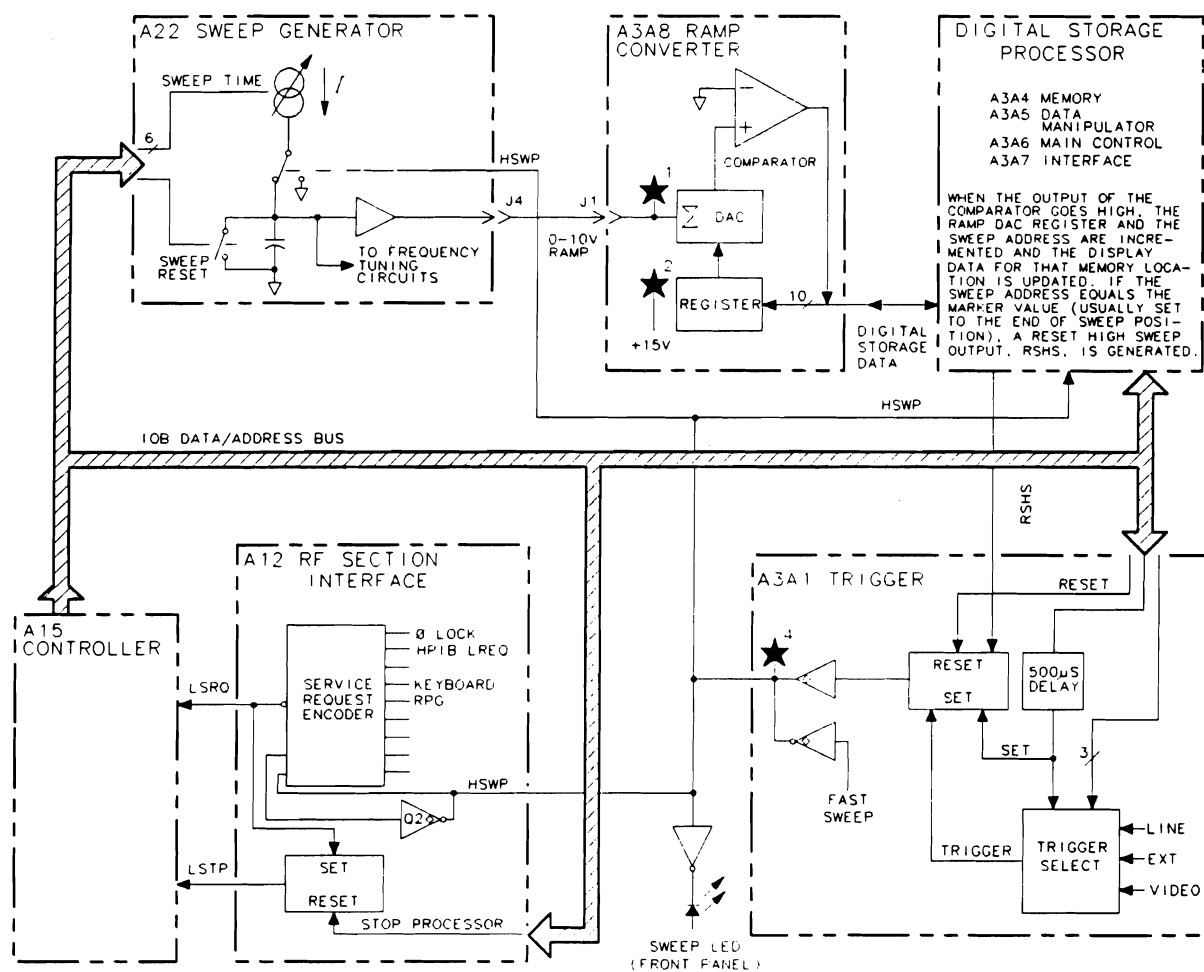 A22 SWEEP GENERATOR
SWEEP TIME
I
6
HSWP
J4
J1
0-10V
RAMP
SWEEP
RESET
TO FREQUENCY
TUNING
CIRCUITS
A3A8 RAMP
CONVERTER
−
+
COMPARATOR
1
Σ DAC
2
REGISTER
10
+15V
DIGITAL
STORAGE
DATA
DIGITAL STORAGE
PROCESSOR
A3A4 MEMORY
A3A5 DATA
MANIPULATOR
A3A6 MAIN CONTROL
A3A7 INTERFACE
WHEN THE OUTPUT OF THE
COMPARATOR GOES HIGH, THE
RAMP DAC REGISTER AND THE
SWEEP ADDRESS ARE INCRE-
MENTED AND THE DISPLAY
DATA FOR THAT MEMORY LOCA-
TION IS UPDATED. IF THE
SWEEP ADDRESS EQUALS THE
MARKER VALUE (USUALLY SET
TO THE END OF SWEEP POSI-
TION), A RESET HIGH SWEEP
OUTPUT, RSHS, IS GENERATED.
HSWP
IOB DATA/ADDRESS BUS
RSHS
A15
CONTROLLER
A12 RF SECTION
INTERFACE
LSRQ
SERVICE
REQUEST
ENCODER
Ø LOCK
HPIB LREQ
KEYBOARD
RPG
HSWP
Q2
LSTP
SET
RESET
STOP PROCESSOR
SWEEP LED
(FRONT PANEL)
A3A1 TRIGGER
RESET
4
RESET
SET
500µS
DELAY
SET
3
FAST
SWEEP
TRIGGER
TRIGGER
SELECT
LINE
EXT
VIDEO